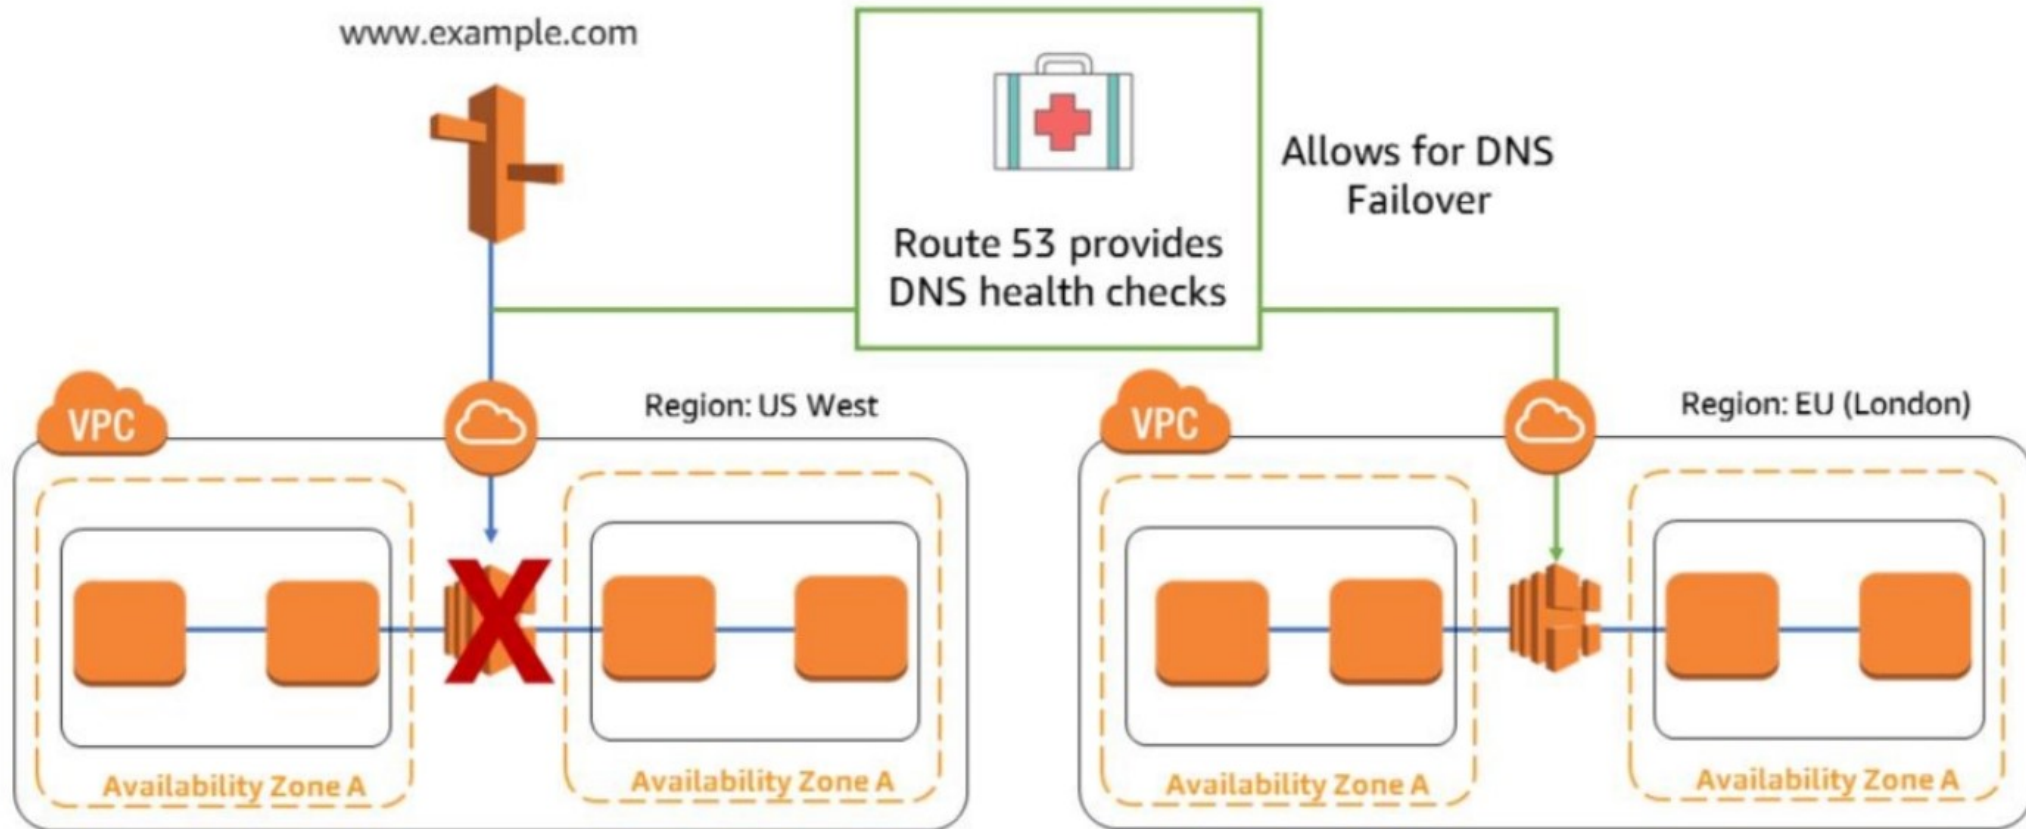 www.example.com
Route 53 provides
DNS health checks
Allows for DNS
Failover
VPC
Region: US West
Availability Zone A
Availability Zone A
VPC
Region: EU (London)
Availability Zone A
Availability Zone A